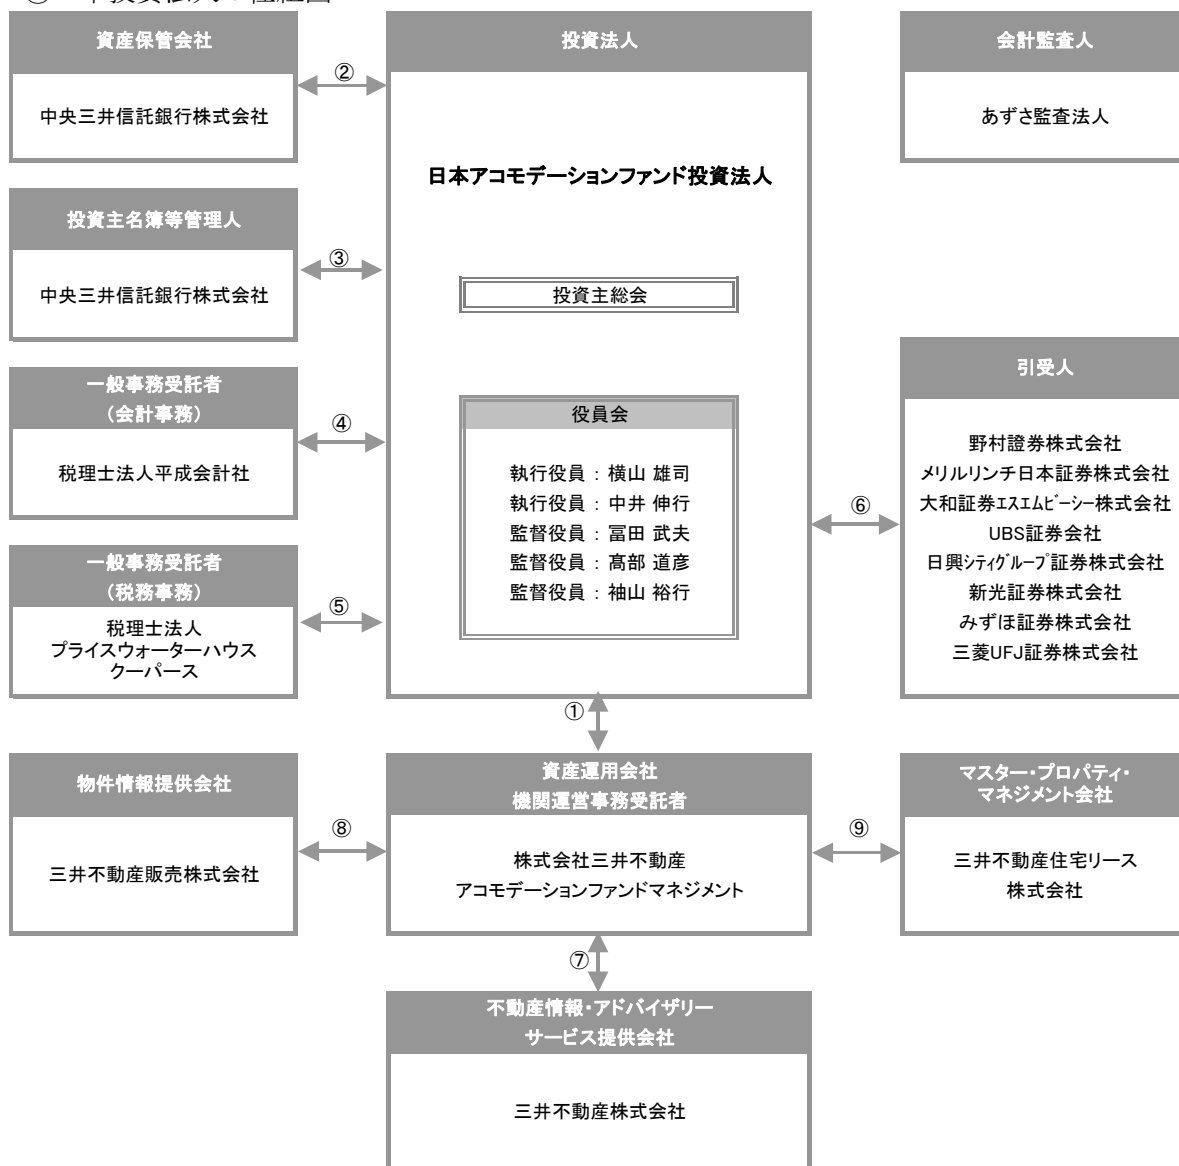 資産保管会社
中央三井信託銀行株式会社
②
投資法人
日本アコモデーションファンド投資法人
投資主総会
役員会
執行役員 : 横山 雄司
執行役員 : 中井 伸行
監督役員 : 冨田 武夫
監督役員 : 髙部 道彦
監督役員 : 袖山 裕行
会計監査人
あずさ監査法人
投資主名簿等管理人
中央三井信託銀行株式会社
③
一般事務受託者
(会計事務)
税理士法人平成会計社
④
一般事務受託者
(税務事務)
税理士法人
プライスウォーターハウス
クーパース
⑤
引受人
野村證券株式会社
メリルリンチ日本証券株式会社
大和証券エスエムビーシー株式会社
UBS証券会社
日興シティグループ証券株式会社
新光証券株式会社
みずほ証券株式会社
三菱UFJ証券株式会社
⑥
①
物件情報提供会社
三井不動産販売株式会社
⑧
資産運用会社
機関運営事務受託者
株式会社三井不動産
アコモデーションファンドマネジメント
⑨
マスター・プロパティ・
マネジメント会社
三井不動産住宅リース
株式会社
⑦
不動産情報・アドバイザリー
サービス提供会社
三井不動産株式会社